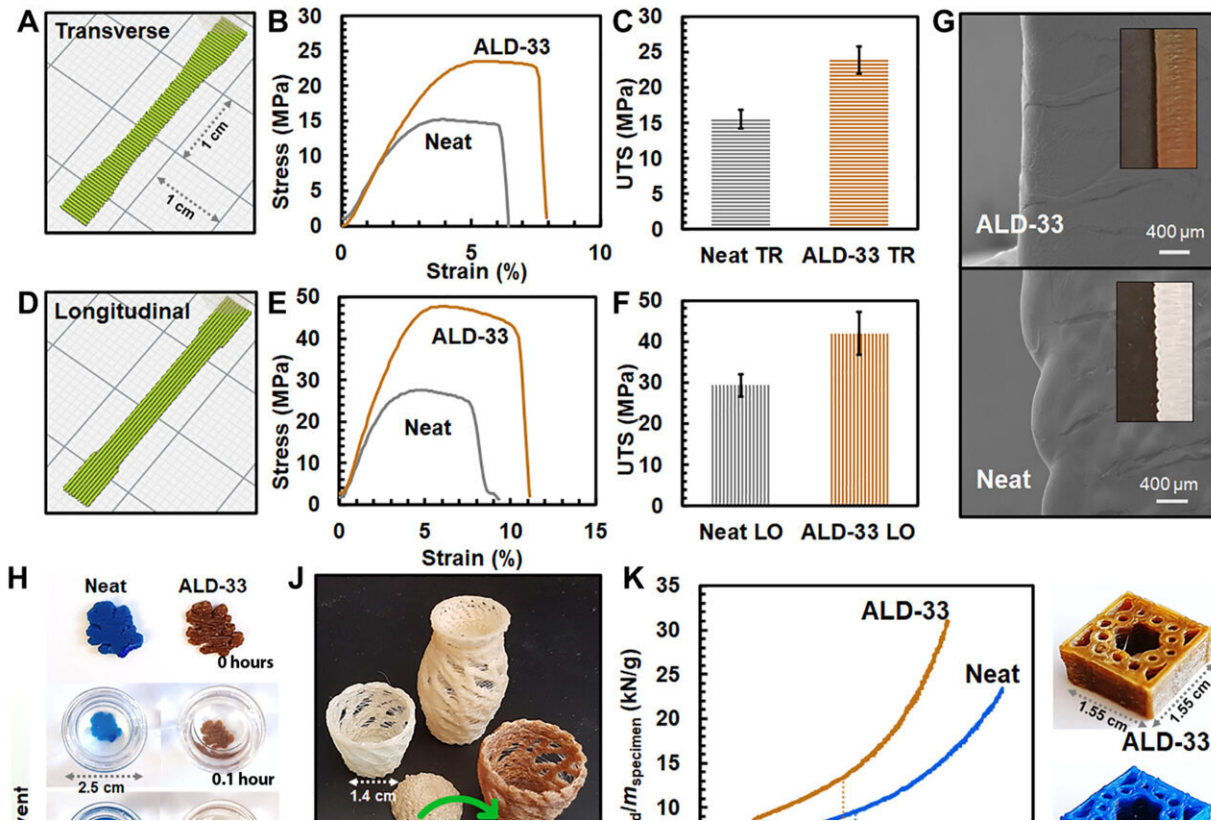 A
Transverse
1 cm
1 cm
B
30
25
20
15
10
5
0
Stress (MPa)
ALD-33
Neat
0
5
10
Strain (%)
C
30
25
20
15
10
5
0
UTS (MPa)
Neat TR
ALD-33 TR
G
ALD-33
400 µm
Neat
400 µm
D
Longitudinal
E
50
40
30
20
10
0
Stress (MPa)
ALD-33
Neat
0
5
10
15
Strain (%)
F
50
40
30
20
10
0
UTS (MPa)
Neat LO
ALD-33 LO
H
Neat
ALD-33
0 hours
0.1 hour
2.5 cm
J
1.4 cm
K
35
30
25
20
15
10
/mspecimen (kN/g)
ALD-33
Neat
1.55 cm
1.55 cm
ALD-33